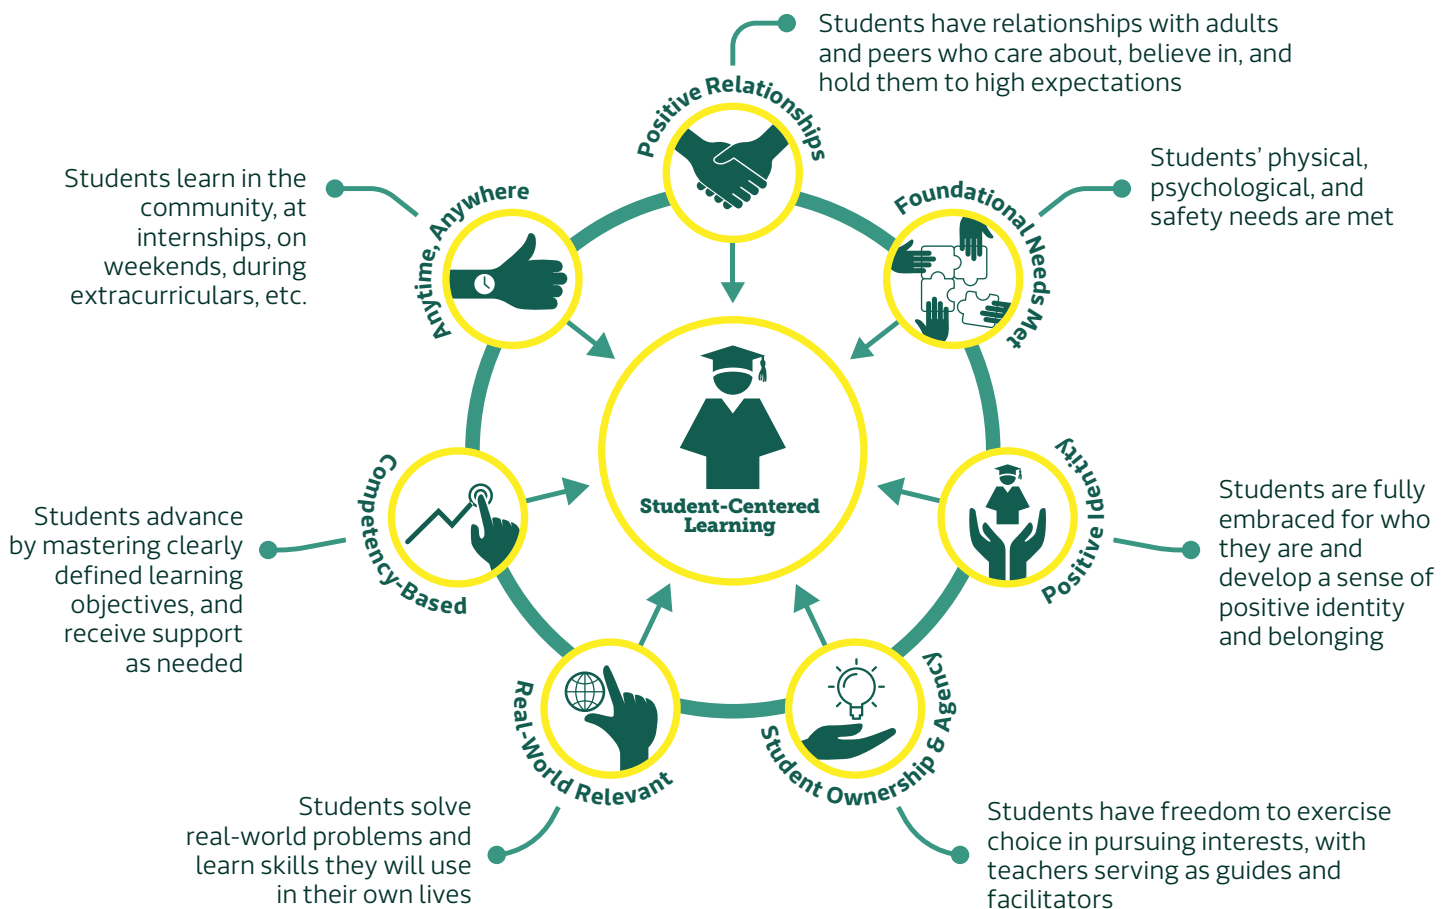 Students have relationships with adults
and peers who care about, believe in, and
hold them to high expectations
Positive Relationships
Students’ physical,
psychological, and
safety needs are met
Foundational Needs Met
Students are fully
embraced for who
they are and
develop a sense of
positive identity
and belonging
Positive Identity
Students have freedom to exercise
choice in pursuing interests, with
teachers serving as guides and
facilitators
Student Ownership & Agency
Students solve
real-world problems and
learn skills they will use
in their own lives
Real-World Relevant
Students advance
by mastering clearly
defined learning
objectives, and
receive support
as needed
Competency-Based
Students learn in the
community, at
internships, on
weekends, during
extracurriculars, etc.
Anytime, Anywhere
Student-Centered
Learning